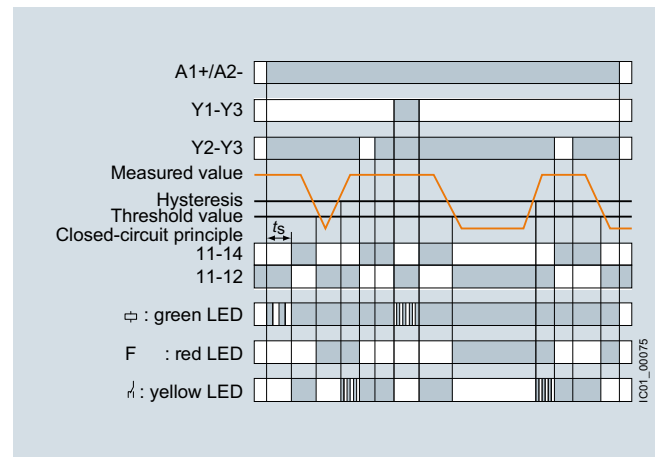 A1+/A2-
Y1-Y3
Y2-Y3
Measured value
Hysteresis
Threshold value
ts
Closed-circuit principle
11-14
11-12
: green LED
F : red LED
: yellow LED
IC01_00075